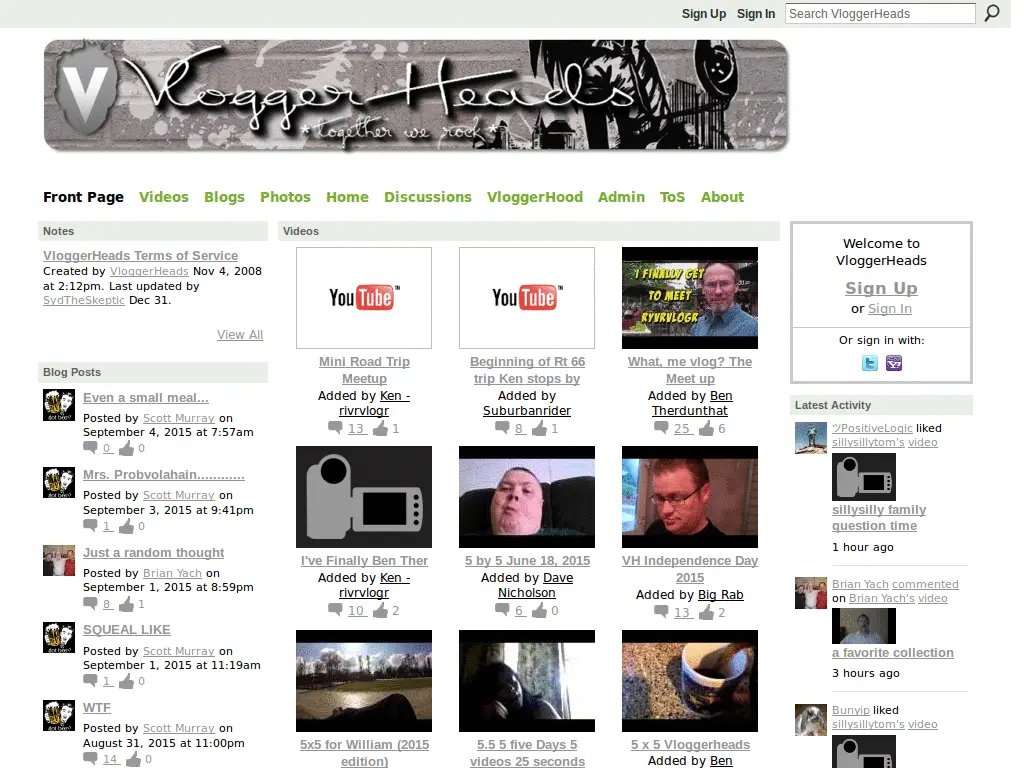 Sign Up Sign In Search VloggerHeads
V VloggerHeads
*together we rock*
Front Page Videos Blogs Photos Home Discussions VloggerHood Admin ToS About
Notes
VloggerHeads Terms of Service
Created by VloggerHeads Nov 4, 2008
at 2:12pm. Last updated by
SydTheSkeptic Dec 31.
View All
Blog Posts
Even a small meal...
Posted by Scott Murray on
September 4, 2015 at 7:57am
0 0
Mrs. Probvolahain............
Posted by Scott Murray on
September 3, 2015 at 9:41pm
1 0
Just a random thought
Posted by Brian Yach on
September 1, 2015 at 8:59pm
8 1
SQUEAL LIKE
Posted by Scott Murray on
September 1, 2015 at 11:19am
1 0
WTF
Posted by Scott Murray on
August 31, 2015 at 11:00pm
14 0
got beer?
got beer?
got beer?
got beer?
Videos
YouTube™
Mini Road Trip
Meetup
Added by Ken -
rivrvlogr
13 1
YouTube™
Beginning of Rt 66
trip Ken stops by
Added by
Suburbanrider
8 1
I FINALLY GET
TO MEET
RYVRVLOGR
What, me vlog? The
Meet up
Added by Ben
Therdunthat
25 6
I've Finally Ben Ther
Added by Ken -
rivrvlogr
10 2
5 by 5 June 18, 2015
Added by Dave
Nicholson
6 0
VH Independence Day
2015
Added by Big Rab
13 2
5x5 for William (2015
edition)
5.5 5 five Days 5
videos 25 seconds
5 x 5 Vloggerheads
Added by Ben
Welcome to
VloggerHeads
Sign Up
or Sign In
Or sign in with:
t Y!
Latest Activity
ツPositiveLogic liked
sillysillytom's video
sillysilly family
question time
1 hour ago
Brian Yach commented
on Brian Yach's video
a favorite collection
3 hours ago
Bunyip liked
sillysillytom's video